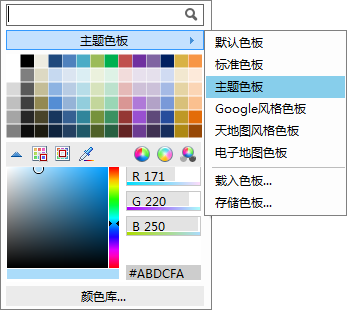 主题色板
默认色板
标准色板
主题色板
Google风格色板
天地图风格色板
电子地图色板
载入色板...
存储色板...
R 171
G 220
B 250
#ABDCFA
颜色库...